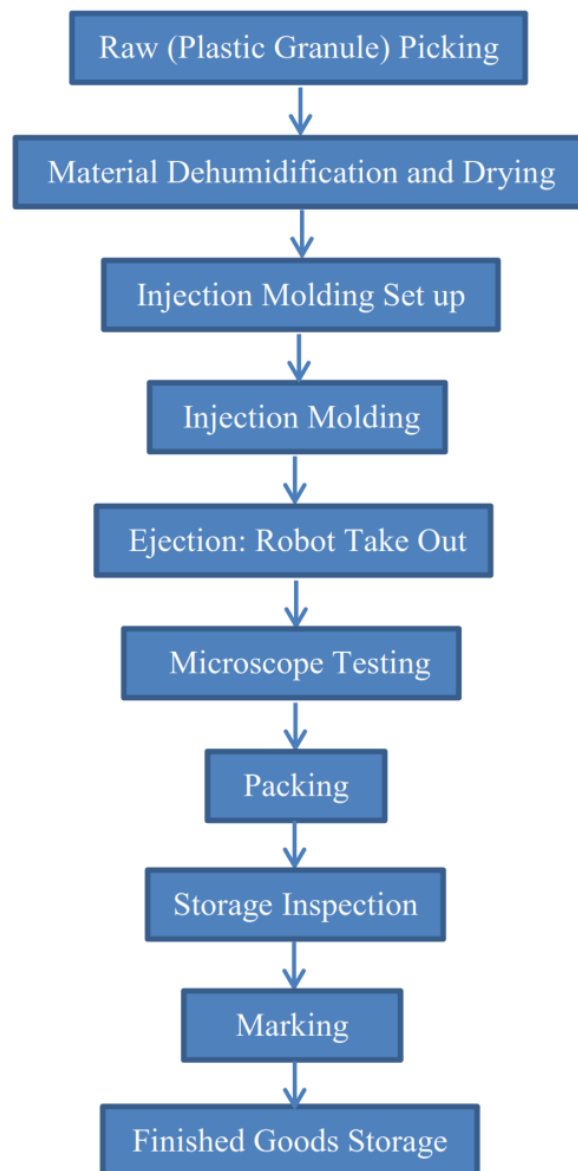 Raw (Plastic Granule) Picking
Material Dehumidification and Drying
Injection Molding Set up
Injection Molding
Ejection: Robot Take Out
Microscope Testing
Packing
Storage Inspection
Marking
Finished Goods Storage